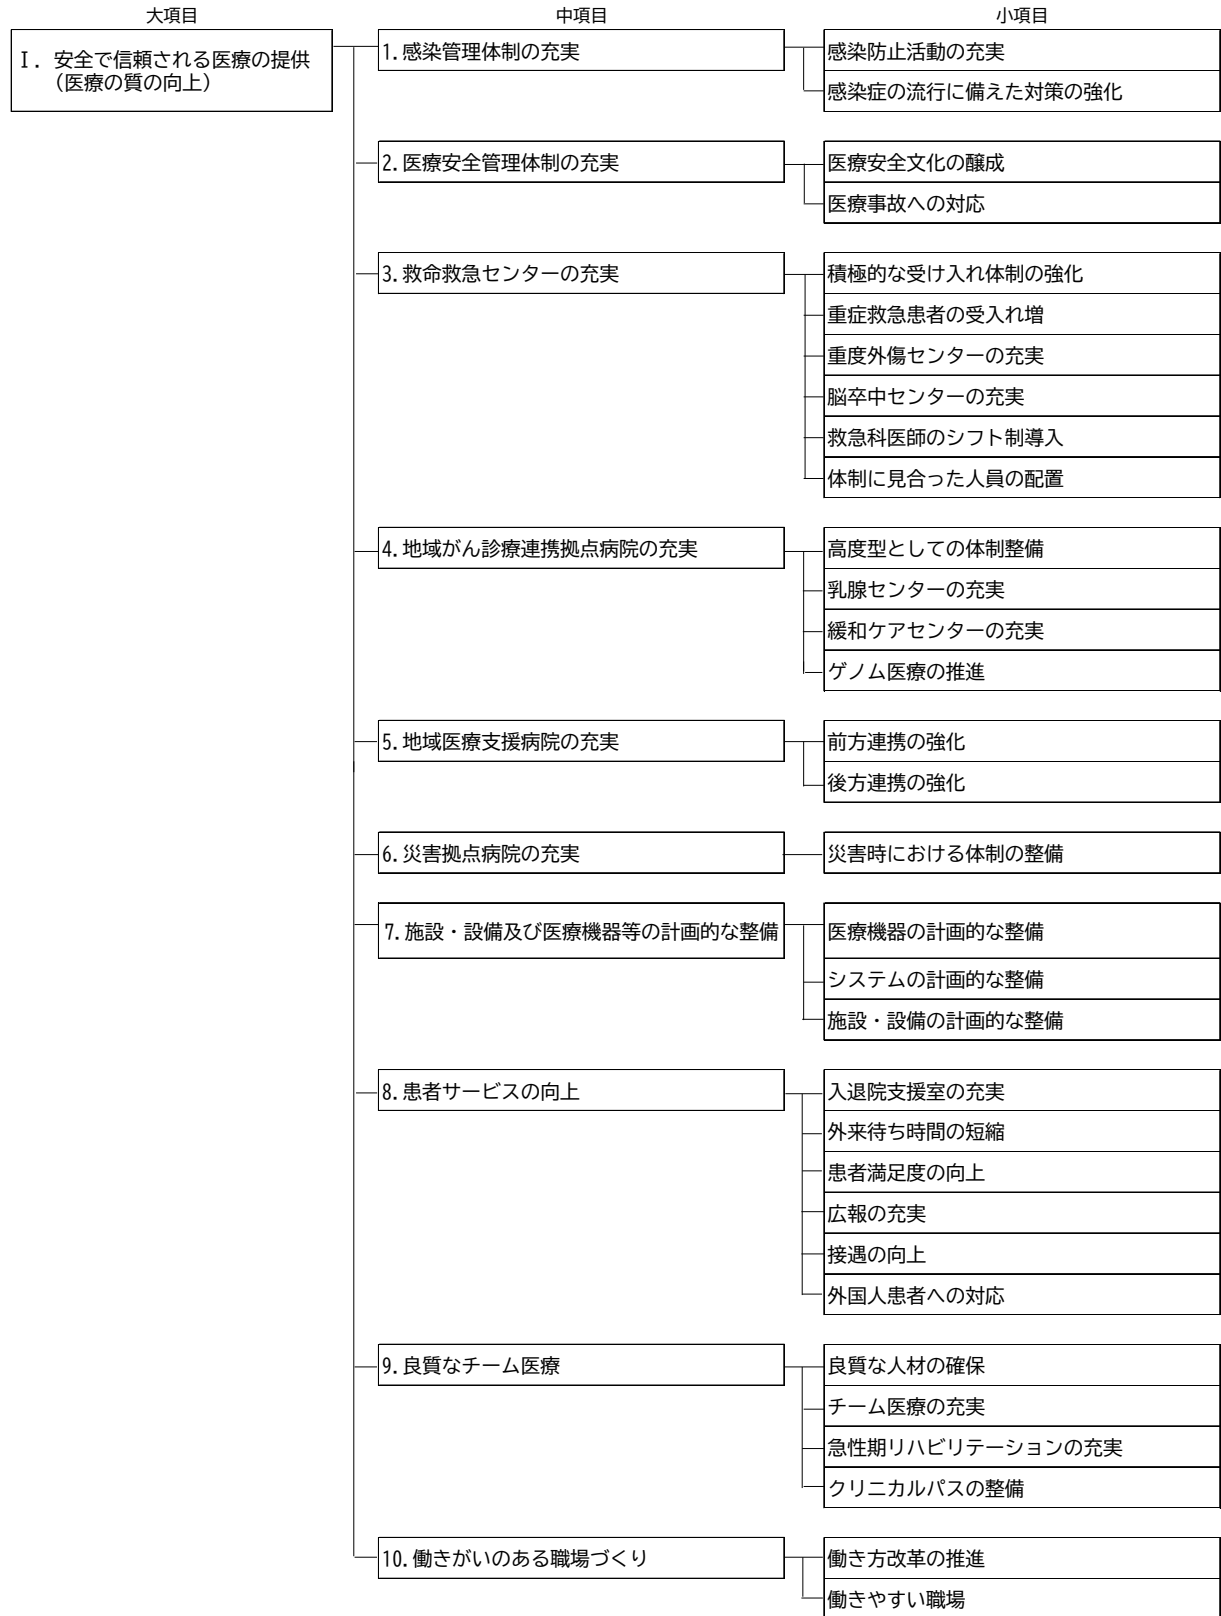 大項目
中項目
小項目
Ⅰ. 安全で信頼される医療の提供
(医療の質の向上)
1.感染管理体制の充実
感染防止活動の充実
感染症の流行に備えた対策の強化
2.医療安全管理体制の充実
医療安全文化の醸成
医療事故への対応
3.救命救急センターの充実
積極的な受け入れ体制の強化
重症救急患者の受入れ増
重度外傷センターの充実
脳卒中センターの充実
救急科医師のシフト制導入
体制に見合った人員の配置
4.地域がん診療連携拠点病院の充実
高度型としての体制整備
乳腺センターの充実
緩和ケアセンターの充実
ゲノム医療の推進
5.地域医療支援病院の充実
前方連携の強化
後方連携の強化
6.災害拠点病院の充実
災害時における体制の整備
7.施設・設備及び医療機器等の計画的な整備
医療機器の計画的な整備
システムの計画的な整備
施設・設備の計画的な整備
8.患者サービスの向上
入退院支援室の充実
外来待ち時間の短縮
患者満足度の向上
広報の充実
接遇の向上
外国人患者への対応
9.良質なチーム医療
良質な人材の確保
チーム医療の充実
急性期リハビリテーションの充実
クリニカルパスの整備
10.働きがいのある職場づくり
働き方改革の推進
働きやすい職場